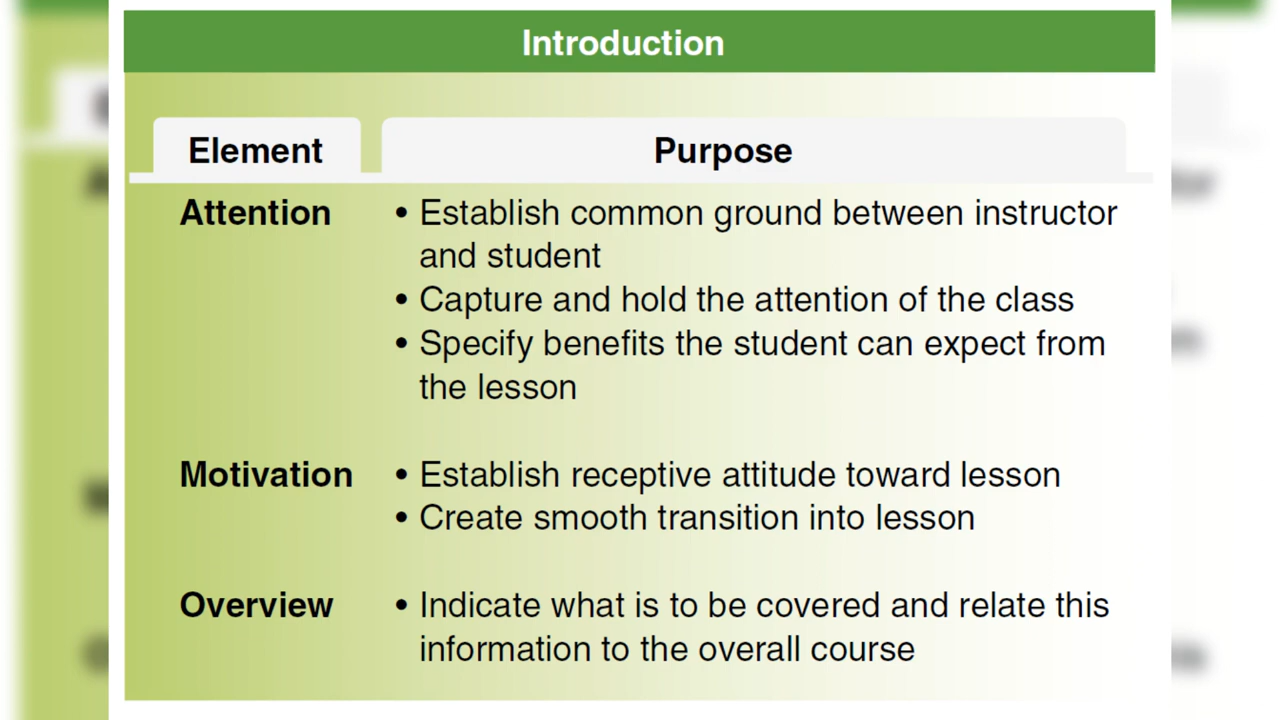 Introduction
Element Purpose
Attention • Establish common ground between instructor
and student
• Capture and hold the attention of the class
• Specify benefits the student can expect from
the lesson
Motivation • Establish receptive attitude toward lesson
• Create smooth transition into lesson
Overview • Indicate what is to be covered and relate this
information to the overall course